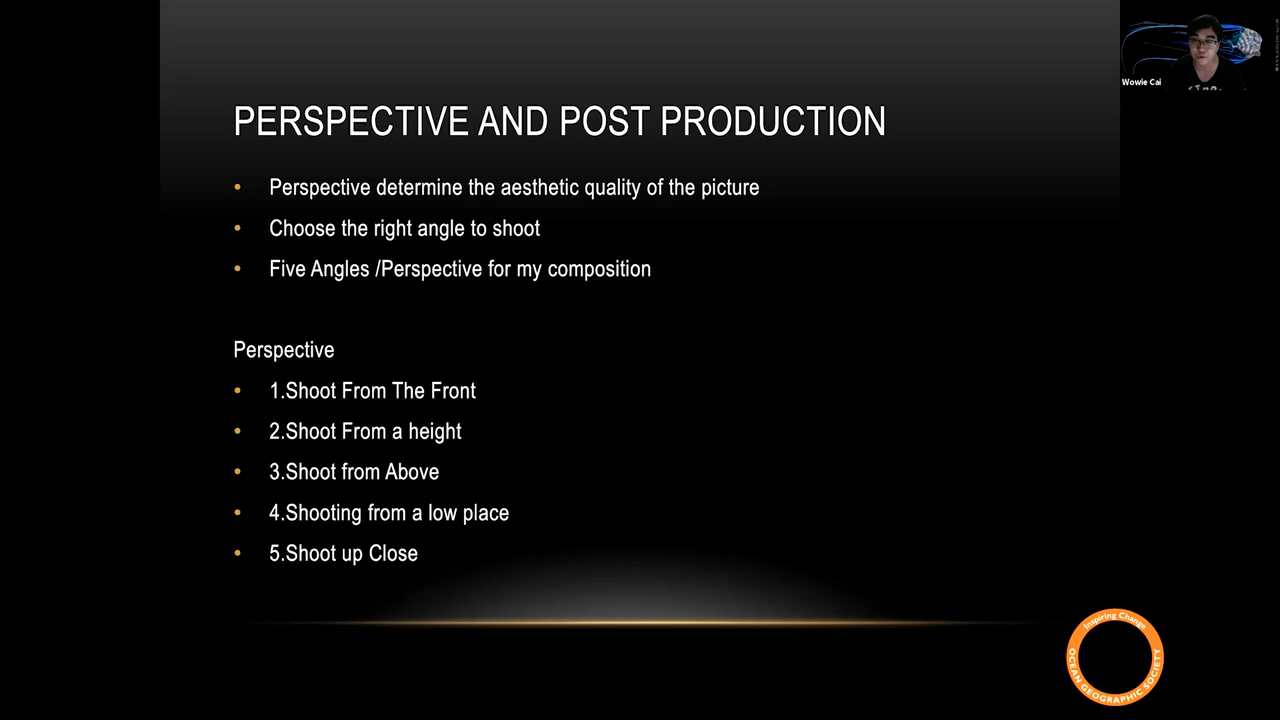 PERSPECTIVE AND POST PRODUCTION
Perspective determine the aesthetic quality of the picture
Choose the right angle to shoot
Five Angles /Perspective for my composition
Perspective
1.Shoot From The Front
2.Shoot From a height
3.Shoot from Above
4.Shooting from a low place
5.Shoot up Close
Wowie Cai
Inspiring Change
OCEAN GEOGRAPHIC SOCIETY